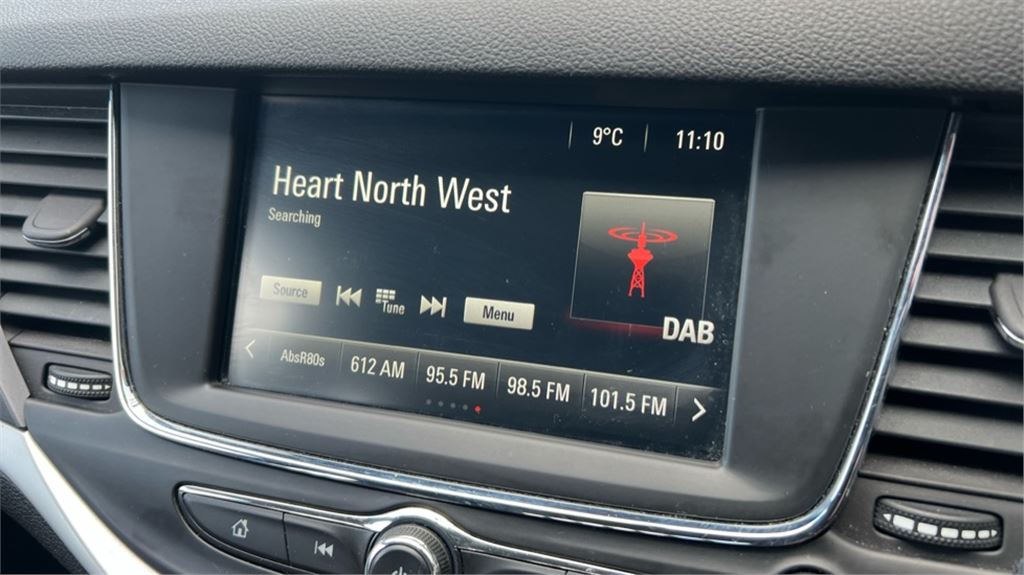 9°C 11:10
Heart North West
Searching
Source Tune Menu
DAB
AbsR80s 612 AM 95.5 FM 98.5 FM 101.5 FM